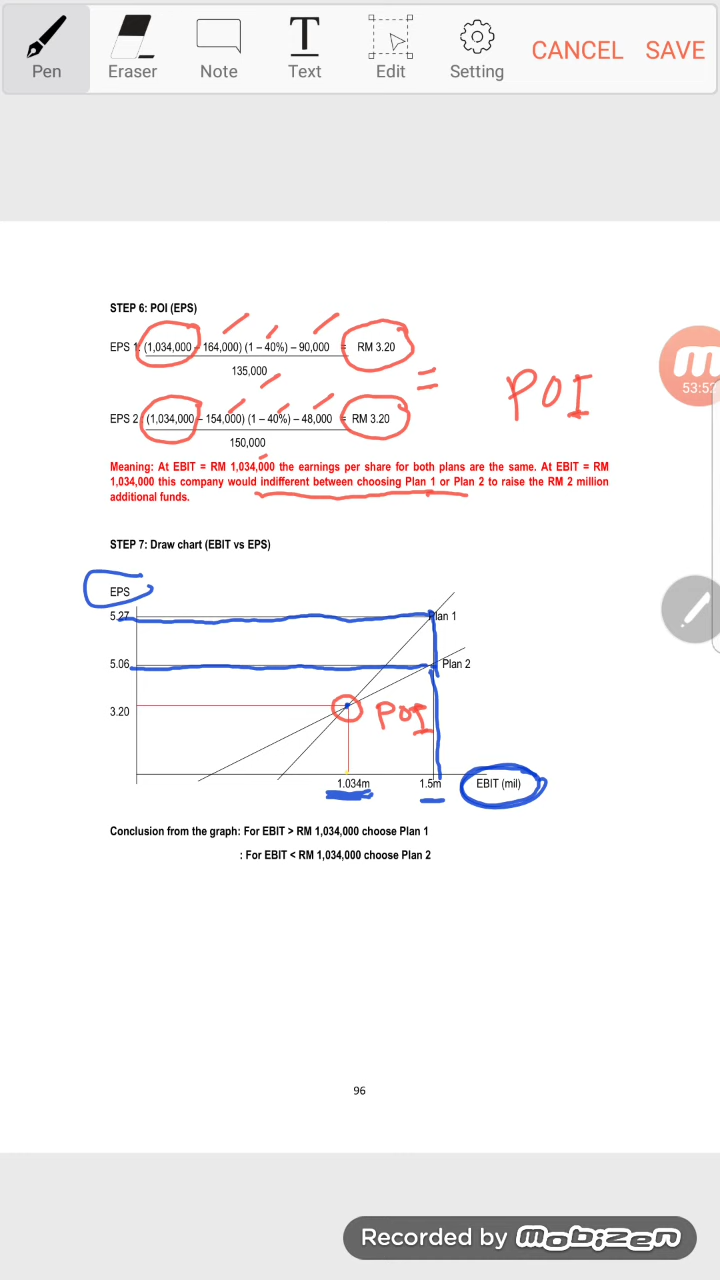 Pen Eraser Note Text Edit Setting CANCEL SAVE
STEP 6: POI (EPS)
EPS 1: (1,034,000 – 164,000) (1 – 40%) – 90,000 = RM 3.20
135,000
= POI
EPS 2: (1,034,000 – 154,000) (1 – 40%) – 48,000 = RM 3.20
150,000
53:52
Meaning: At EBIT = RM 1,034,000 the earnings per share for both plans are the same. At EBIT = RM
1,034,000 this company would indifferent between choosing Plan 1 or Plan 2 to raise the RM 2 million
additional funds.
STEP 7: Draw chart (EBIT vs EPS)
EPS
5.27 Plan 1
5.06 Plan 2
3.20 POI
1.034m 1.5m EBIT (mil)
Conclusion from the graph: For EBIT > RM 1,034,000 choose Plan 1
: For EBIT < RM 1,034,000 choose Plan 2
96
Recorded by mobizen